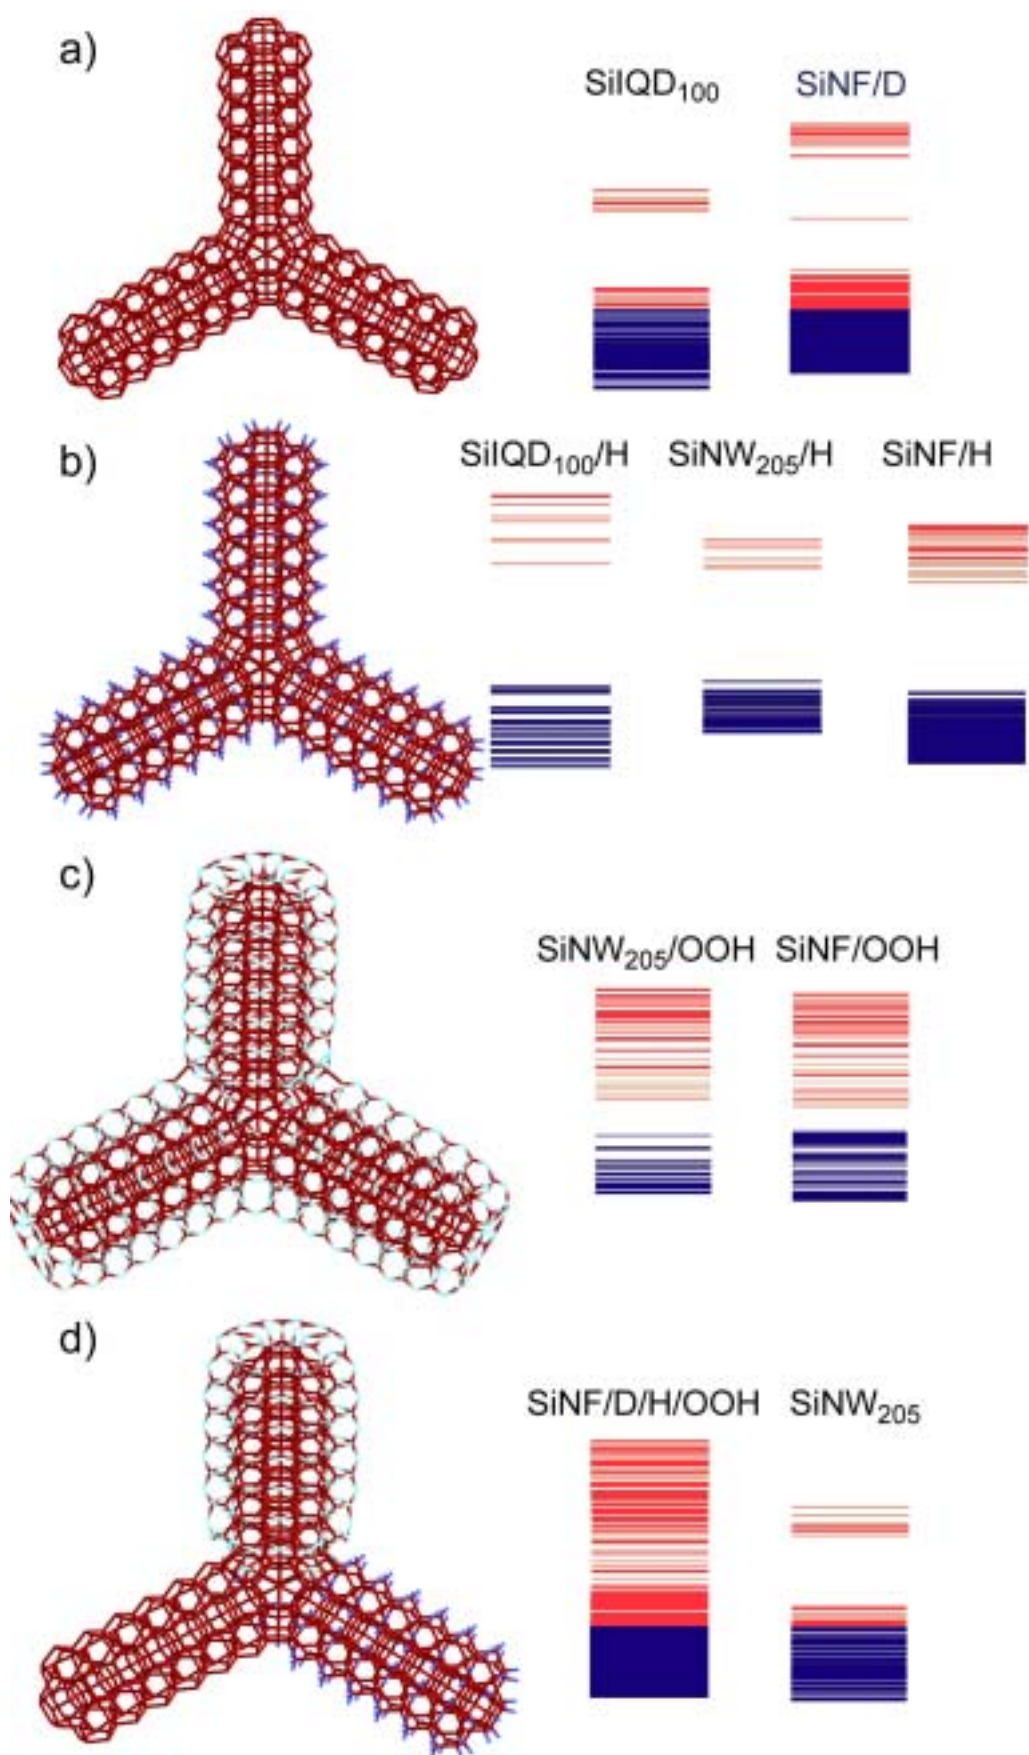 a)
SiIQD₁₀₀ SiNF/D
b)
SiIQD₁₀₀/H SiNW₂₀₅/H SiNF/H
c)
SiNW₂₀₅/OOH SiNF/OOH
d)
SiNF/D/H/OOH SiNW₂₀₅